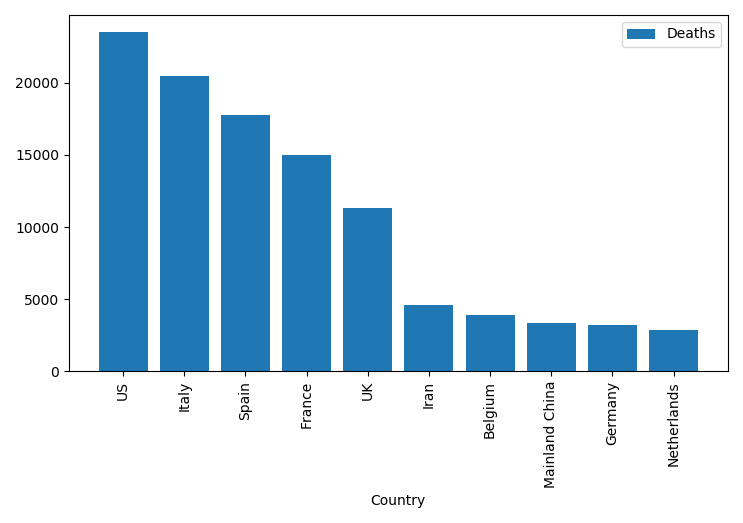 Deaths
20000
15000
10000
5000
0
US
Italy
Spain
France
UK
Iran
Belgium
Mainland China
Germany
Netherlands
Country